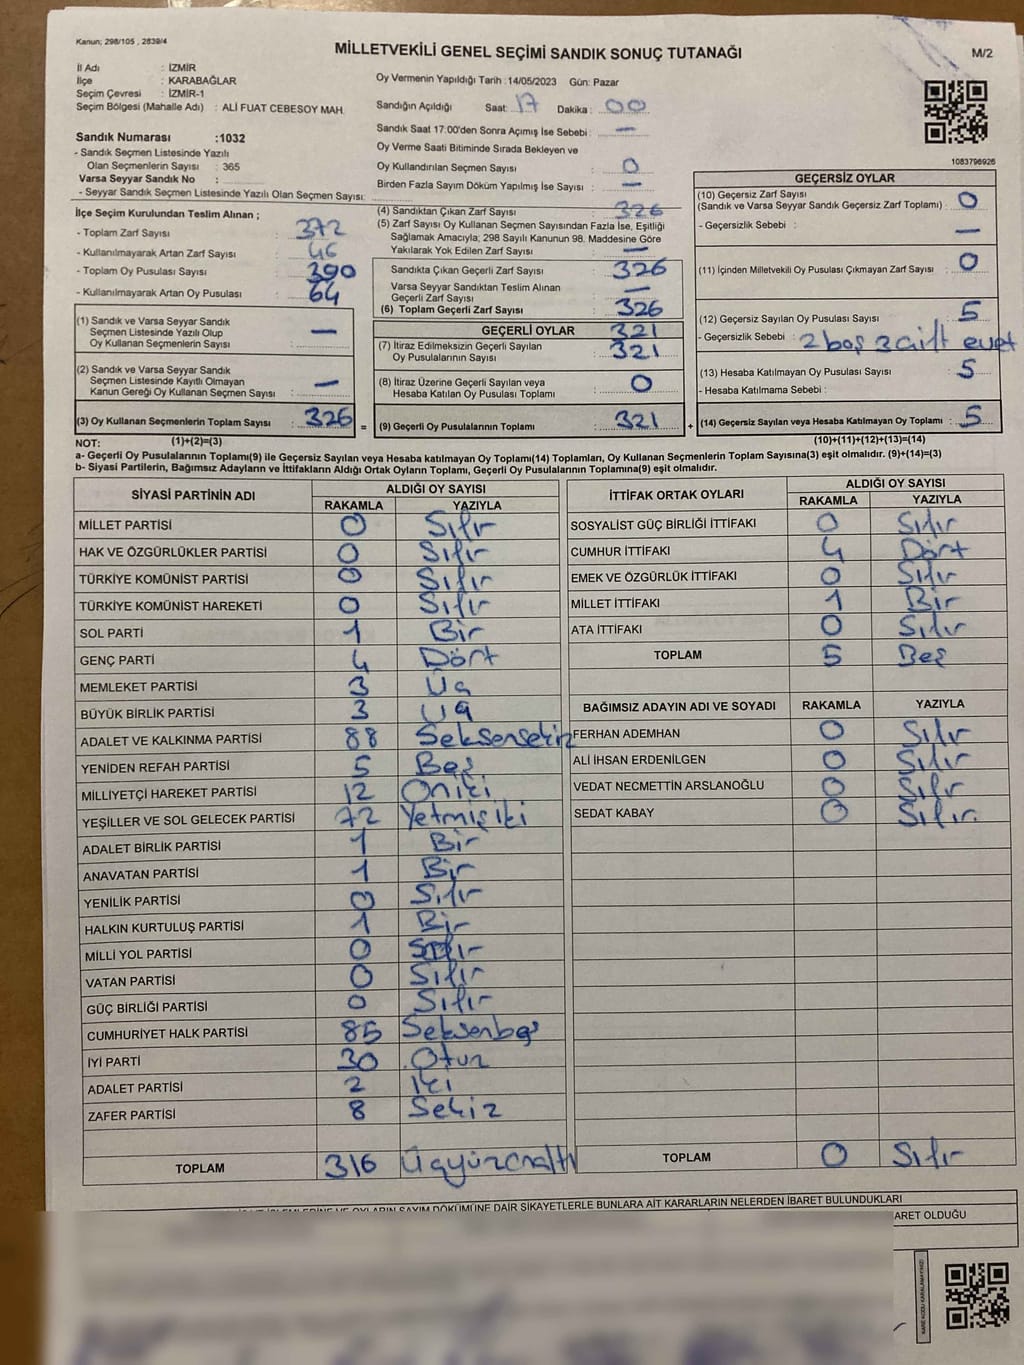 Kanun; 298/105 , 2839/4
MİLLETVEKİLİ GENEL SEÇİMİ SANDIK SONUÇ TUTANAĞI
M/2
İl Adı : İZMİR
İlçe : KARABAĞLAR
Seçim Çevresi : İZMİR-1
Seçim Bölgesi (Mahalle Adı) : ALİ FUAT CEBESOY MAH.
Sandık Numarası :1032
- Sandık Seçmen Listesinde Yazılı
Olan Seçmenlerin Sayısı : 365
Varsa Seyyar Sandık No :
- Seyyar Sandık Seçmen Listesinde Yazılı Olan Seçmen Sayısı:
Oy Vermenin Yapıldığı Tarih :14/05/2023 Gün: Pazar
Sandığın Açıldığı Saat: 17 Dakika : 00
Sandık Saat 17:00'den Sonra Açımış İse Sebebi : —
Oy Verme Saati Bitiminde Sırada Bekleyen ve
Oy Kullandırılan Seçmen Sayısı : 0
Birden Fazla Sayım Döküm Yapılmış İse Sayısı : —
1083796926
İlçe Seçim Kurulundan Teslim Alınan ;
- Toplam Zarf Sayısı : 372
- Kullanılmayarak Artan Zarf Sayısı : 46
- Toplam Oy Pusulası Sayısı : 390
- Kullanılmayarak Artan Oy Pusulası : 64
(1) Sandık ve Varsa Seyyar Sandık
Seçmen Listesinde Yazılı Olup
Oy Kullanan Seçmenlerin Sayısı : —
(2) Sandık ve Varsa Seyyar Sandık
Seçmen Listesinde Kayıtlı Olmayan
Kanun Gereği Oy Kullanan Seçmen Sayısı : —
(3) Oy Kullanan Seçmenlerin Toplam Sayısı : 326 =
(4) Sandıktan Çıkan Zarf Sayısı : 326
(5) Zarf Sayısı Oy Kullanan Seçmen Sayısından Fazla İse, Eşitliği
Sağlamak Amacıyla; 298 Sayılı Kanunun 98. Maddesine Göre
Yakılarak Yok Edilen Zarf Sayısı : —
Sandıkta Çıkan Geçerli Zarf Sayısı : 326
Varsa Seyyar Sandıktan Teslim Alınan
Geçerli Zarf Sayısı : —
(6) Toplam Geçerli Zarf Sayısı : 326
GEÇERLİ OYLAR 321
(7) İtiraz Edilmeksizin Geçerli Sayılan
Oy Pusulalarının Sayısı : 321
(8) İtiraz Üzerine Geçerli Sayılan veya
Hesaba Katılan Oy Pusulası Toplamı : 0
(9) Geçerli Oy Pusulalarının Toplamı : 321 +
GEÇERSİZ OYLAR
(10) Geçersiz Zarf Sayısı
(Sandık ve Varsa Seyyar Sandık Geçersiz Zarf Toplamı) : 0
- Geçersizlik Sebebi : —
(11) İçinden Milletvekili Oy Pusulası Çıkmayan Zarf Sayısı : 0
(12) Geçersiz Sayılan Oy Pusulası Sayısı : 5
- Geçersizlik Sebebi : 2 boş 3 çift evet
(13) Hesaba Katılmayan Oy Pusulası Sayısı : 5
- Hesaba Katılmama Sebebi :
(14) Geçersiz Sayılan veya Hesaba Katılmayan Oy Toplamı : 5
NOT: (1)+(2)=(3) (10)+(11)+(12)+(13)=(14)
a- Geçerli Oy Pusulalarının Toplamı(9) ile Geçersiz Sayılan veya Hesaba katılmayan Oy Toplamı(14) Toplamları, Oy Kullanan Seçmenlerin Toplam Sayısına(3) eşit olmalıdır. (9)+(14)=(3)
b- Siyasi Partilerin, Bağımsız Adayların ve İttifakların Aldığı Ortak Oyların Toplamı, Geçerli Oy Pusulalarının Toplamına(9) eşit olmalıdır.
SİYASİ PARTİNİN ADI ALDIĞI OY SAYISI
RAKAMLA YAZIYLA
MİLLET PARTİSİ 0 Sıfır
HAK VE ÖZGÜRLÜKLER PARTİSİ 0 Sıfır
TÜRKİYE KOMÜNİST PARTİSİ 0 Sıfır
TÜRKİYE KOMÜNİST HAREKETİ 0 Sıfır
SOL PARTİ 1 Bir
GENÇ PARTİ 4 Dört
MEMLEKET PARTİSİ 3 Üç
BÜYÜK BİRLİK PARTİSİ 3 Üç
ADALET VE KALKINMA PARTİSİ 88 Seksensekiz
YENİDEN REFAH PARTİSİ 5 Beş
MİLLİYETÇİ HAREKET PARTİSİ 12 Oniki
YEŞİLLER VE SOL GELECEK PARTİSİ 72 Yetmişiki
ADALET BİRLİK PARTİSİ 1 Bir
ANAVATAN PARTİSİ 1 Bir
YENİLİK PARTİSİ 0 Sıfır
HALKIN KURTULUŞ PARTİSİ 1 Bir
MİLLİ YOL PARTİSİ 0 Sıfır
VATAN PARTİSİ 0 Sıfır
GÜÇ BİRLİĞİ PARTİSİ 0 Sıfır
CUMHURİYET HALK PARTİSİ 85 Seksenbeş
İYİ PARTİ 30 Otuz
ADALET PARTİSİ 2 İki
ZAFER PARTİSİ 8 Sekiz
TOPLAM 316 Üçyüzonaltı
İTTİFAK ORTAK OYLARI ALDIĞI OY SAYISI
RAKAMLA YAZIYLA
SOSYALİST GÜÇ BİRLİĞİ İTTİFAKI 0 Sıfır
CUMHUR İTTİFAKI 4 Dört
EMEK VE ÖZGÜRLÜK İTTİFAKI 0 Sıfır
MİLLET İTTİFAKI 1 Bir
ATA İTTİFAKI 0 Sıfır
TOPLAM 5 Beş
BAĞIMSIZ ADAYIN ADI VE SOYADI RAKAMLA YAZIYLA
FERHAN ADEMHAN 0 Sıfır
ALİ İHSAN ERDENİLGEN 0 Sıfır
VEDAT NECMETTİN ARSLANOĞLU 0 Sıfır
SEDAT KABAY 0 Sıfır
TOPLAM 0 Sıfır
VE OYLARIN SAYIM DÖKÜMÜNE DAİR ŞİKAYETLERLE BUNLARA AİT KARARLARIN NELERDEN İBARET BULUNDUKLARI
ARET OLDUĞU
KARE KODU KARALAMAYINIZ!